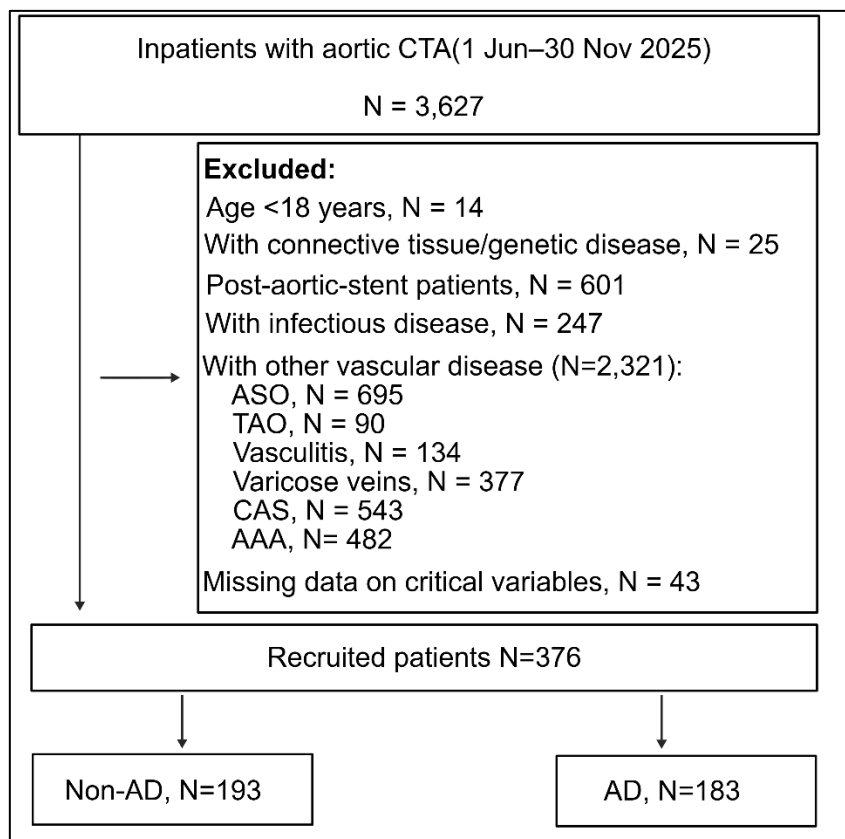 Inpatients with aortic CTA(1 Jun–30 Nov 2025)
N = 3,627
Excluded:
Age <18 years, N = 14
With connective tissue/genetic disease, N = 25
Post-aortic-stent patients, N = 601
With infectious disease, N = 247
With other vascular disease (N=2,321):
ASO, N = 695
TAO, N = 90
Vasculitis, N = 134
Varicose veins, N = 377
CAS, N = 543
AAA, N= 482
Missing data on critical variables, N = 43
Recruited patients N=376
Non-AD, N=193
AD, N=183